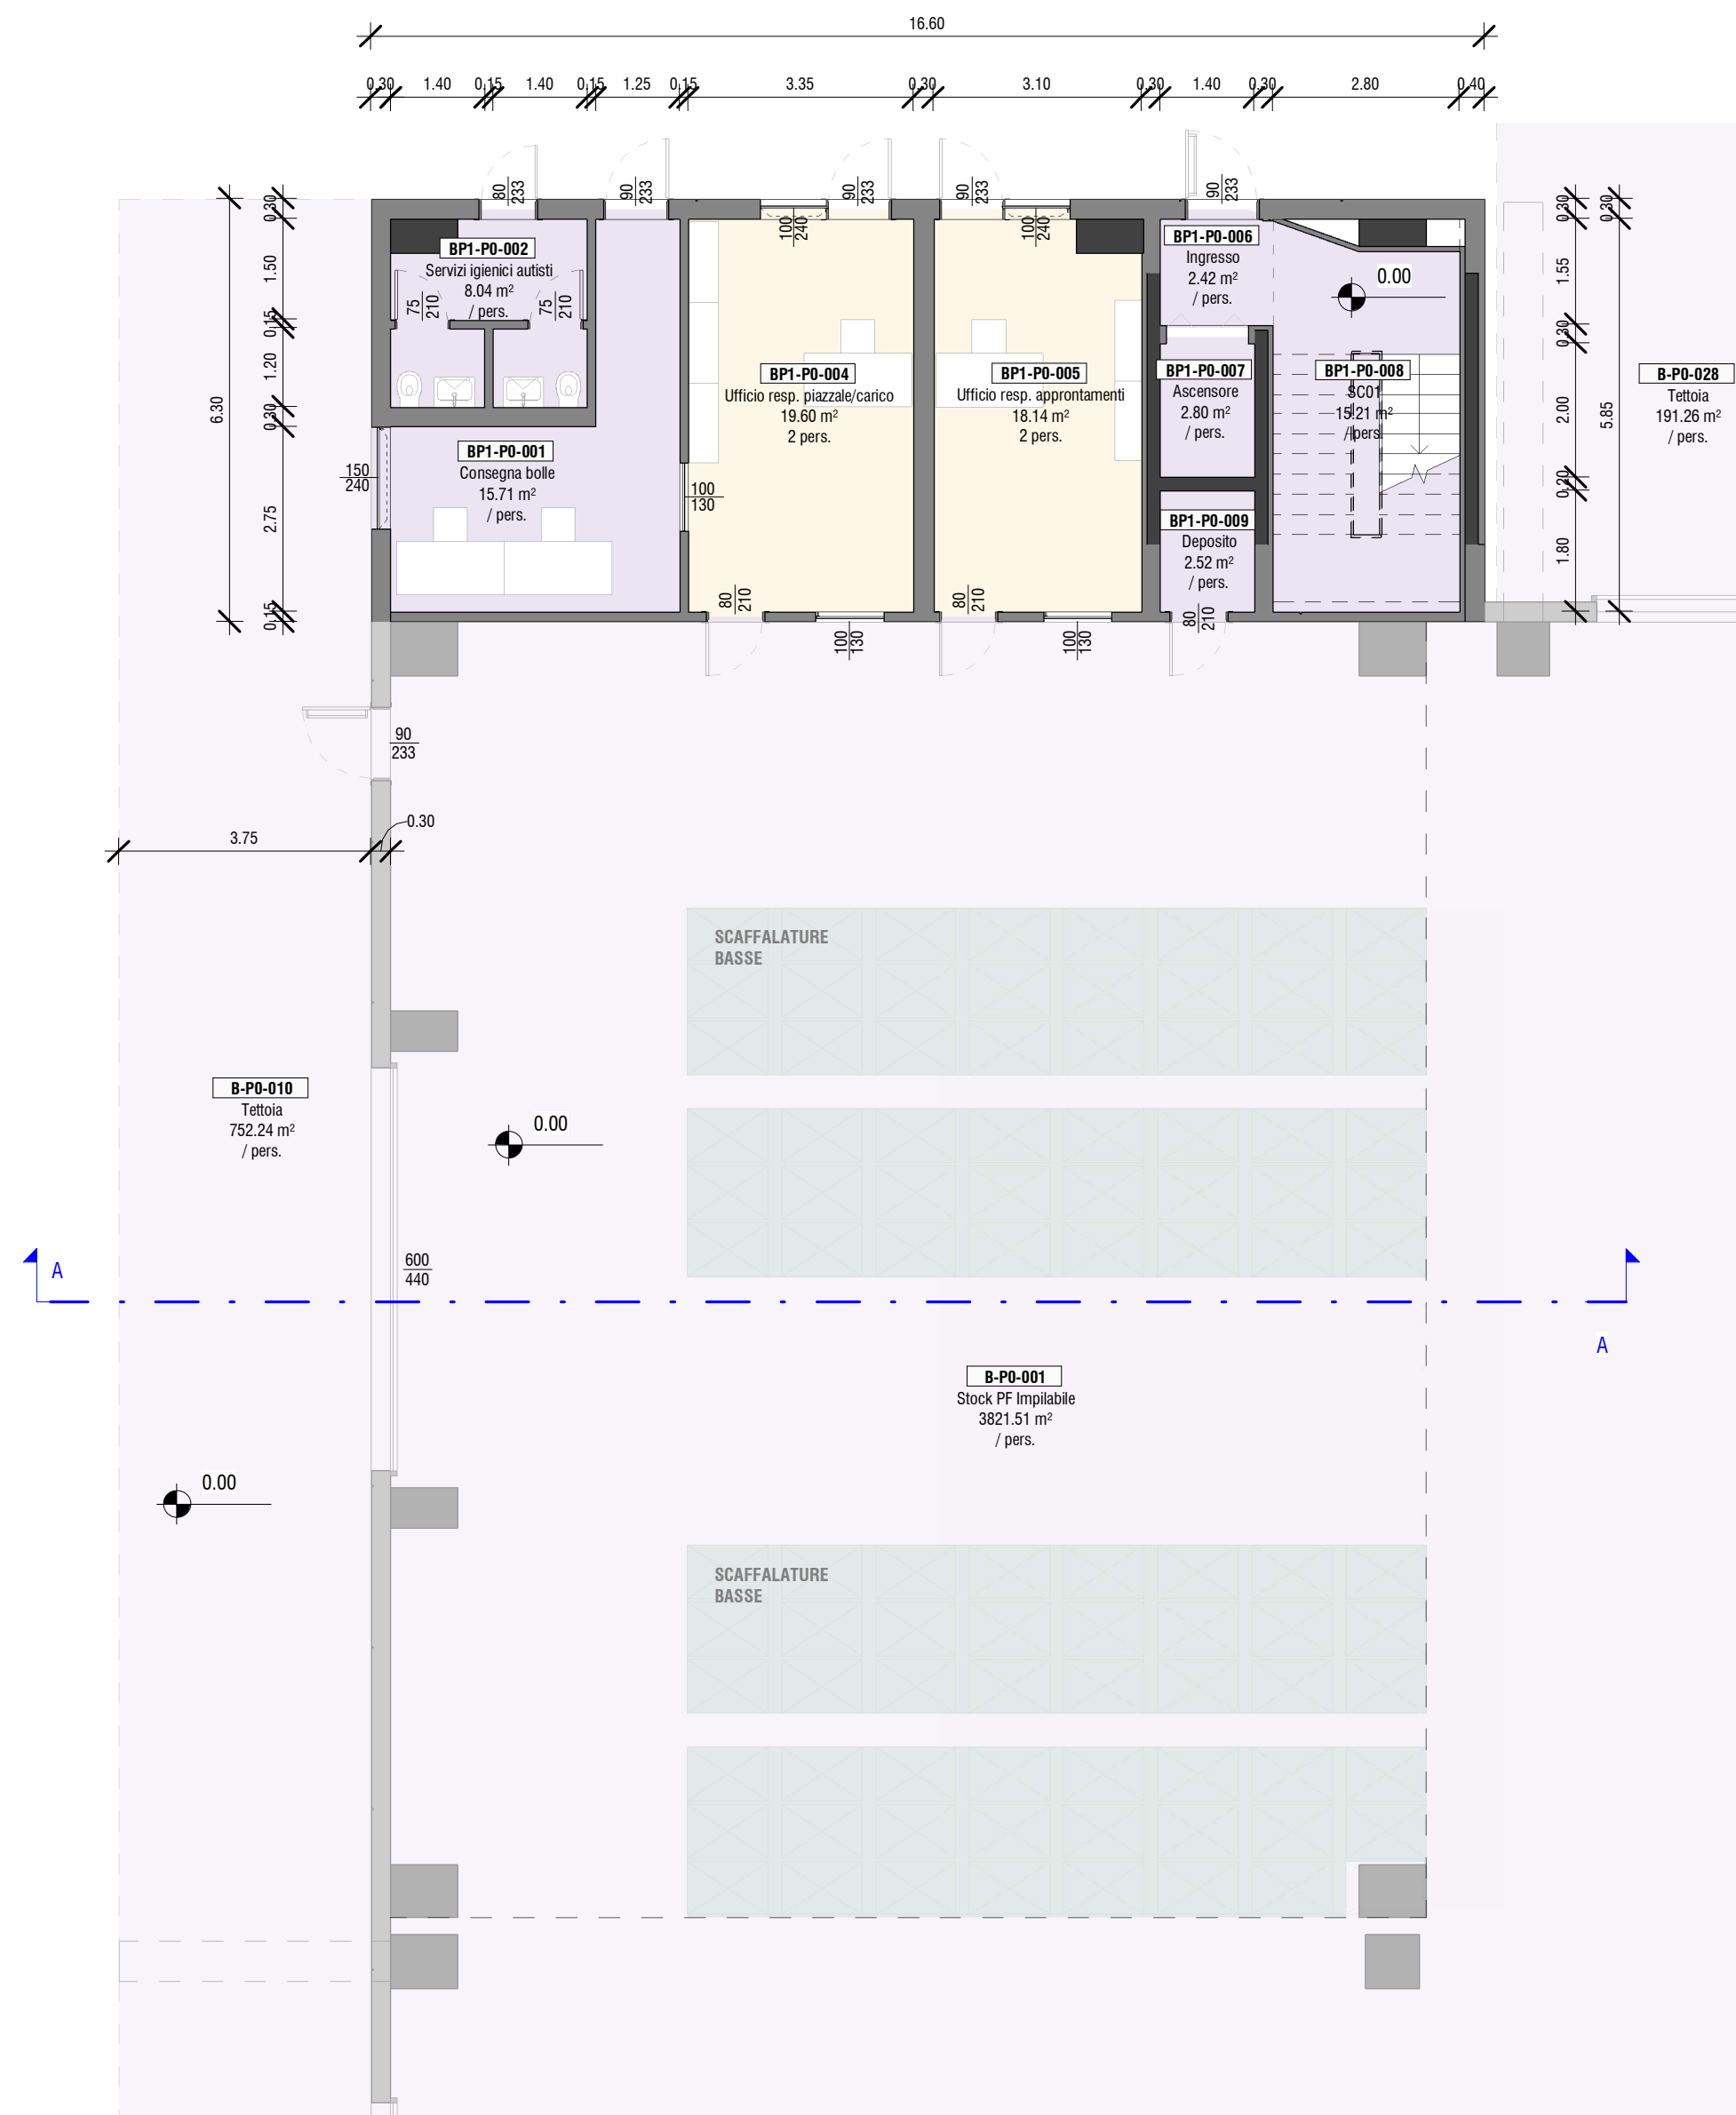 16.60
0.30 1.40 0.15 1.40 0.15 1.25 0.15 3.35 0.30 3.10 0.30 1.40 0.30 2.80 0.40
80
233
90
233
90
233
90
233
90
233
100
240
100
240
BP1-P0-002
Servizi igienici autisti
8.04 m²
/ pers.
75
210
75
210
BP1-P0-006
Ingresso
2.42 m²
/ pers.
0.00
0.30
1.50
0.15
1.20
0.30
2.75
0.15
6.30
BP1-P0-004
Ufficio resp. piazzale/carico
19.60 m²
2 pers.
BP1-P0-005
Ufficio resp. approntamenti
18.14 m²
2 pers.
BP1-P0-007
Ascensore
2.80 m²
/ pers.
BP1-P0-008
SC01
15.21 m²
/ pers.
B-P0-028
Tettoia
191.26 m²
/ pers.
0.30
1.55
0.30
2.00
0.20
1.80
0.30
5.85
BP1-P0-001
Consegna bolle
15.71 m²
/ pers.
150
240
100
130
BP1-P0-009
Deposito
2.52 m²
/ pers.
80
210
80
210
80
210
100
130
100
130
90
233
3.75
0.30
SCAFFALATURE
BASSE
B-P0-010
Tettoia
752.24 m²
/ pers.
0.00
600
440
A
A
B-P0-001
Stock PF Impilabile
3821.51 m²
/ pers.
0.00
SCAFFALATURE
BASSE